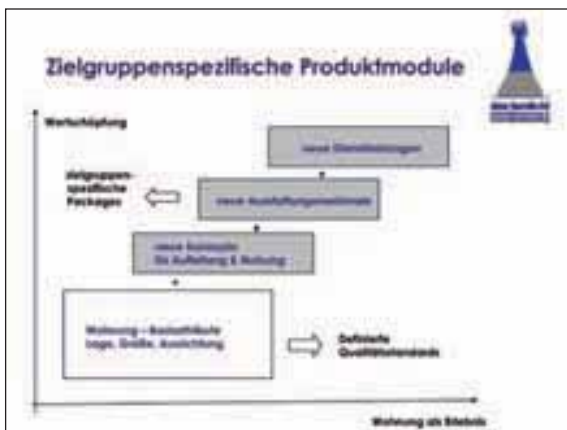 Zielgruppenspezifische Produktmodule
Wertschöpfung
neue Dienstleistungen
zielgruppen-
spezifische
Packages
neue Ausstattungsmerkmale
neue Konzepte
für Aufteilung & Nutzung
Wohnung – Basisattribute
Lage, Größe, Ausrichtung
Definierte
Qualitätsstandards
Wohnung als Erlebnis